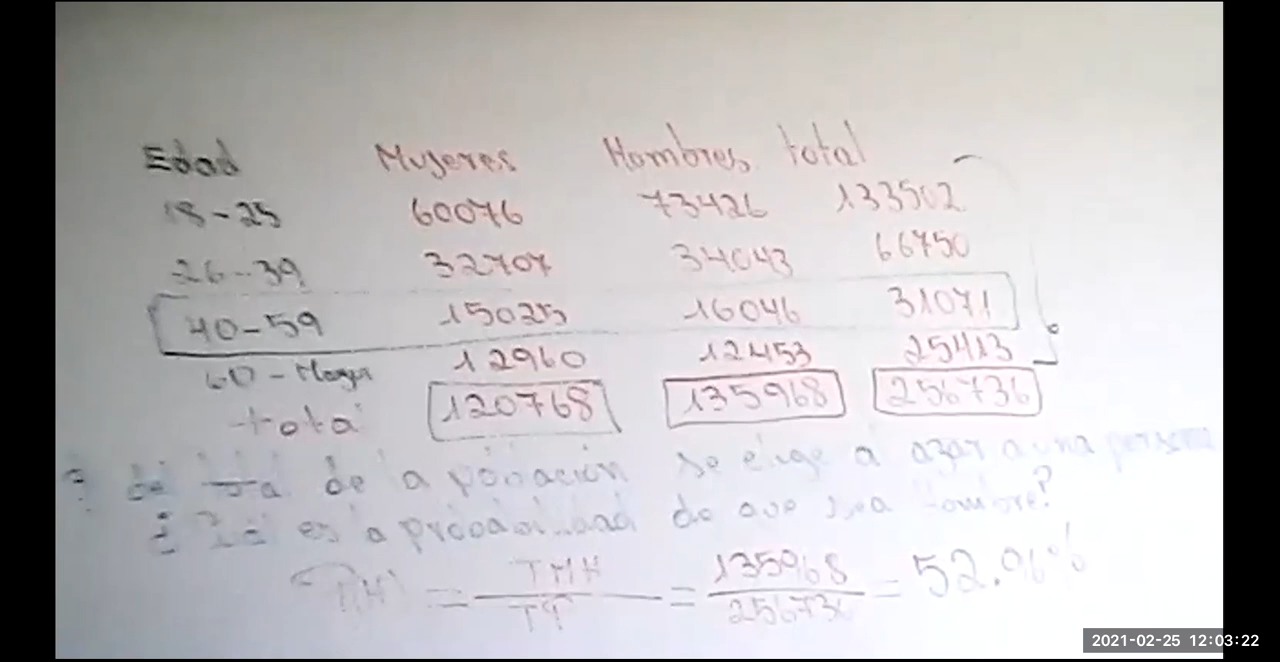 Edad Mujeres Hombres total
18-25 60076 73426 133502
26-39 32707 34043 66750
40-59 15025 16046 31071
60-Mayor 12960 12453 25413
total 120768 135968 256736
de la población se elige al azar a una persona
es la probabilidad de que sea Hombre?
P(H) = TMH / TT = 135968 / 256736 = 52.96%
2021-02-25 12:03:22